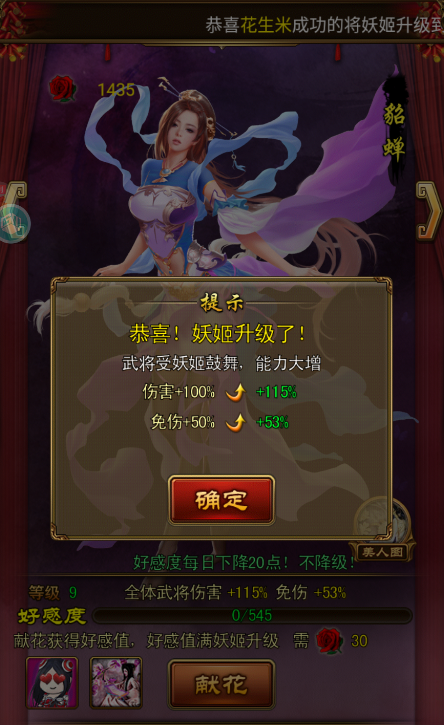 恭喜花生米成功的将妖姬升级到
1435
貂蝉
提示
恭喜！妖姬升级了！
武将受妖姬鼓舞，能力大增
伤害+100% +115%
免伤+50% +53%
确定
美人图
好感度每日下降20点！不降级！
等级 9 全体武将伤害 +115% 免伤 +53%
好感度 0/545
献花获得好感值，好感值满妖姬升级 需 30
献花